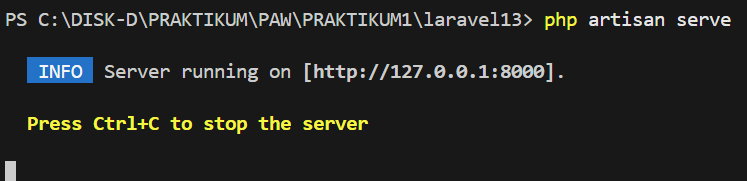 PS C:\DISK-D\PRAKTIKUM\PAW\PRAKTIKUM1\laravel13> php artisan serve
INFO Server running on [http://127.0.0.1:8000].
Press Ctrl+C to stop the server